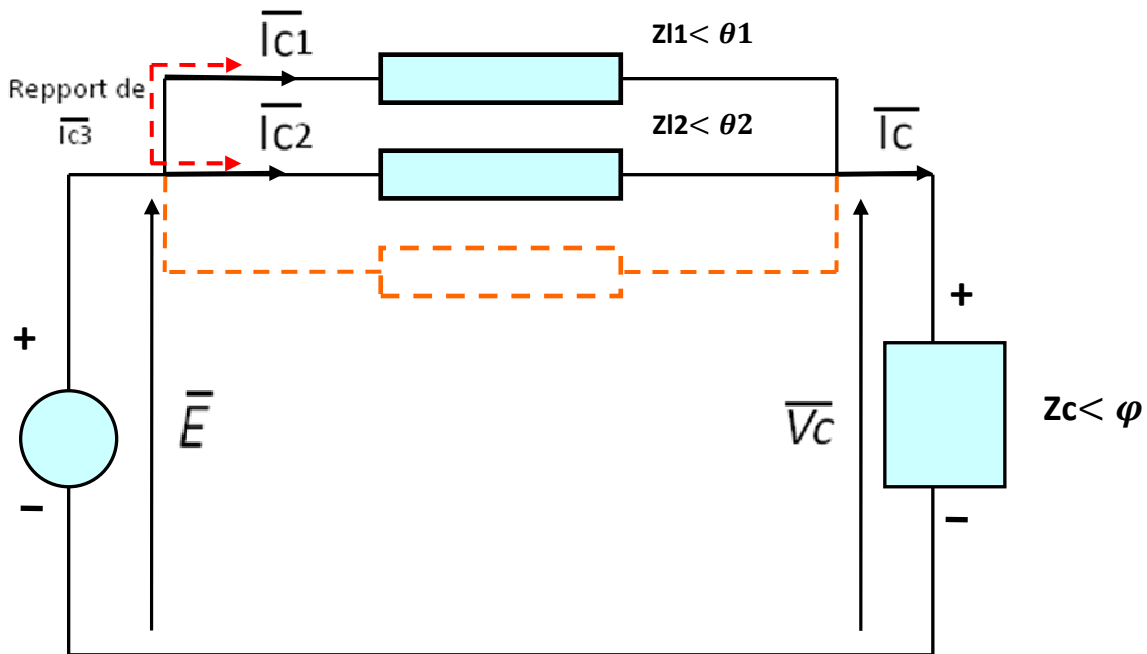 Ic1
Zl1< θ1
Repport de
Ic3
Ic2
Zl2< θ2
Ic
+
+
E
Vc
Zc< φ
−
−